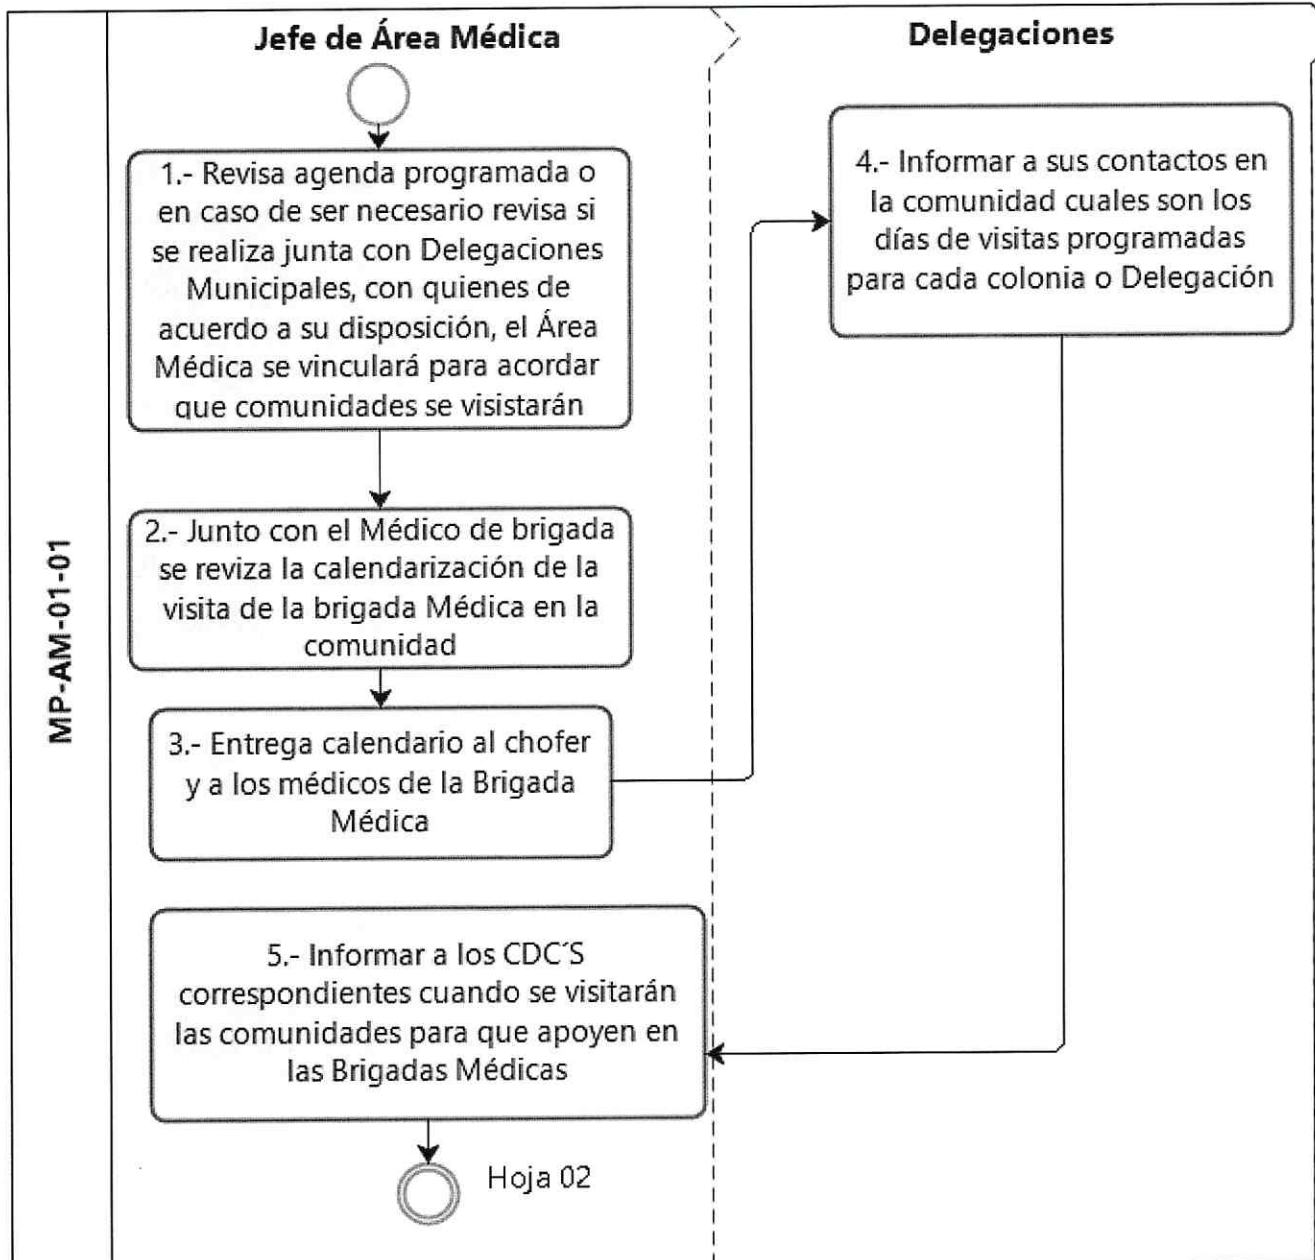 Jefe de Área Médica
Delegaciones
MP-AM-01-01
1.- Revisa agenda programada o
en caso de ser necesario revisa si
se realiza junta con Delegaciones
Municipales, con quienes de
acuerdo a su disposición, el Área
Médica se vinculará para acordar
que comunidades se visistarán
2.- Junto con el Médico de brigada
se reviza la calendarización de la
visita de la brigada Médica en la
comunidad
3.- Entrega calendario al chofer
y a los médicos de la Brigada
Médica
4.- Informar a sus contactos en
la comunidad cuales son los
días de visitas programadas
para cada colonia o Delegación
5.- Informar a los CDC´S
correspondientes cuando se visitarán
las comunidades para que apoyen en
las Brigadas Médicas
Hoja 02